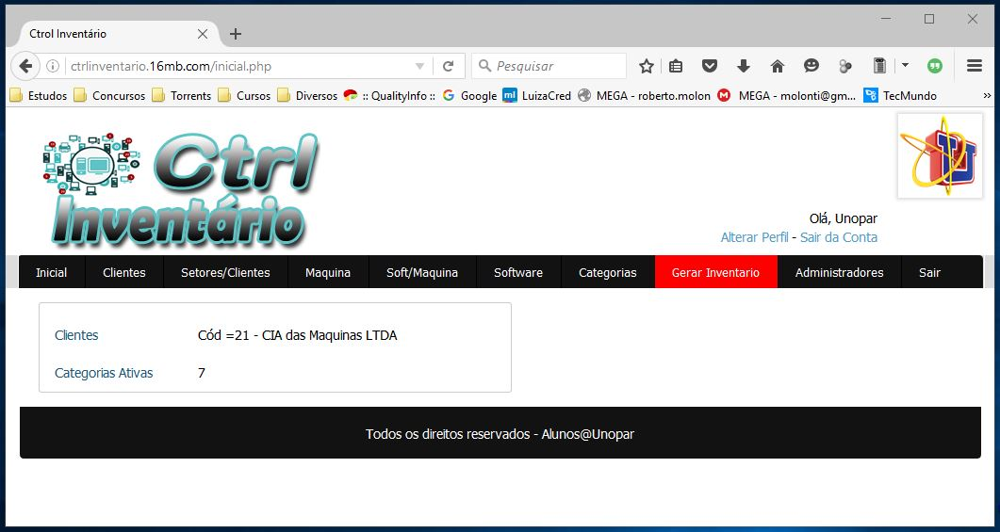 Ctrol Inventário
ctrlinventario.16mb.com/inicial.php
Pesquisar
Estudos Concursos Torrents Cursos Diversos :: QualityInfo :: Google LuizaCred MEGA - roberto.molon MEGA - molonti@gm... TecMundo
Ctrl
Inventário
Olá, Unopar
Alterar Perfil - Sair da Conta
Inicial Clientes Setores/Clientes Maquina Soft/Maquina Software Categorias Gerar Inventario Administradores Sair
Clientes Cód =21 - CIA das Maquinas LTDA
Categorias Ativas 7
Todos os direitos reservados - Alunos@Unopar